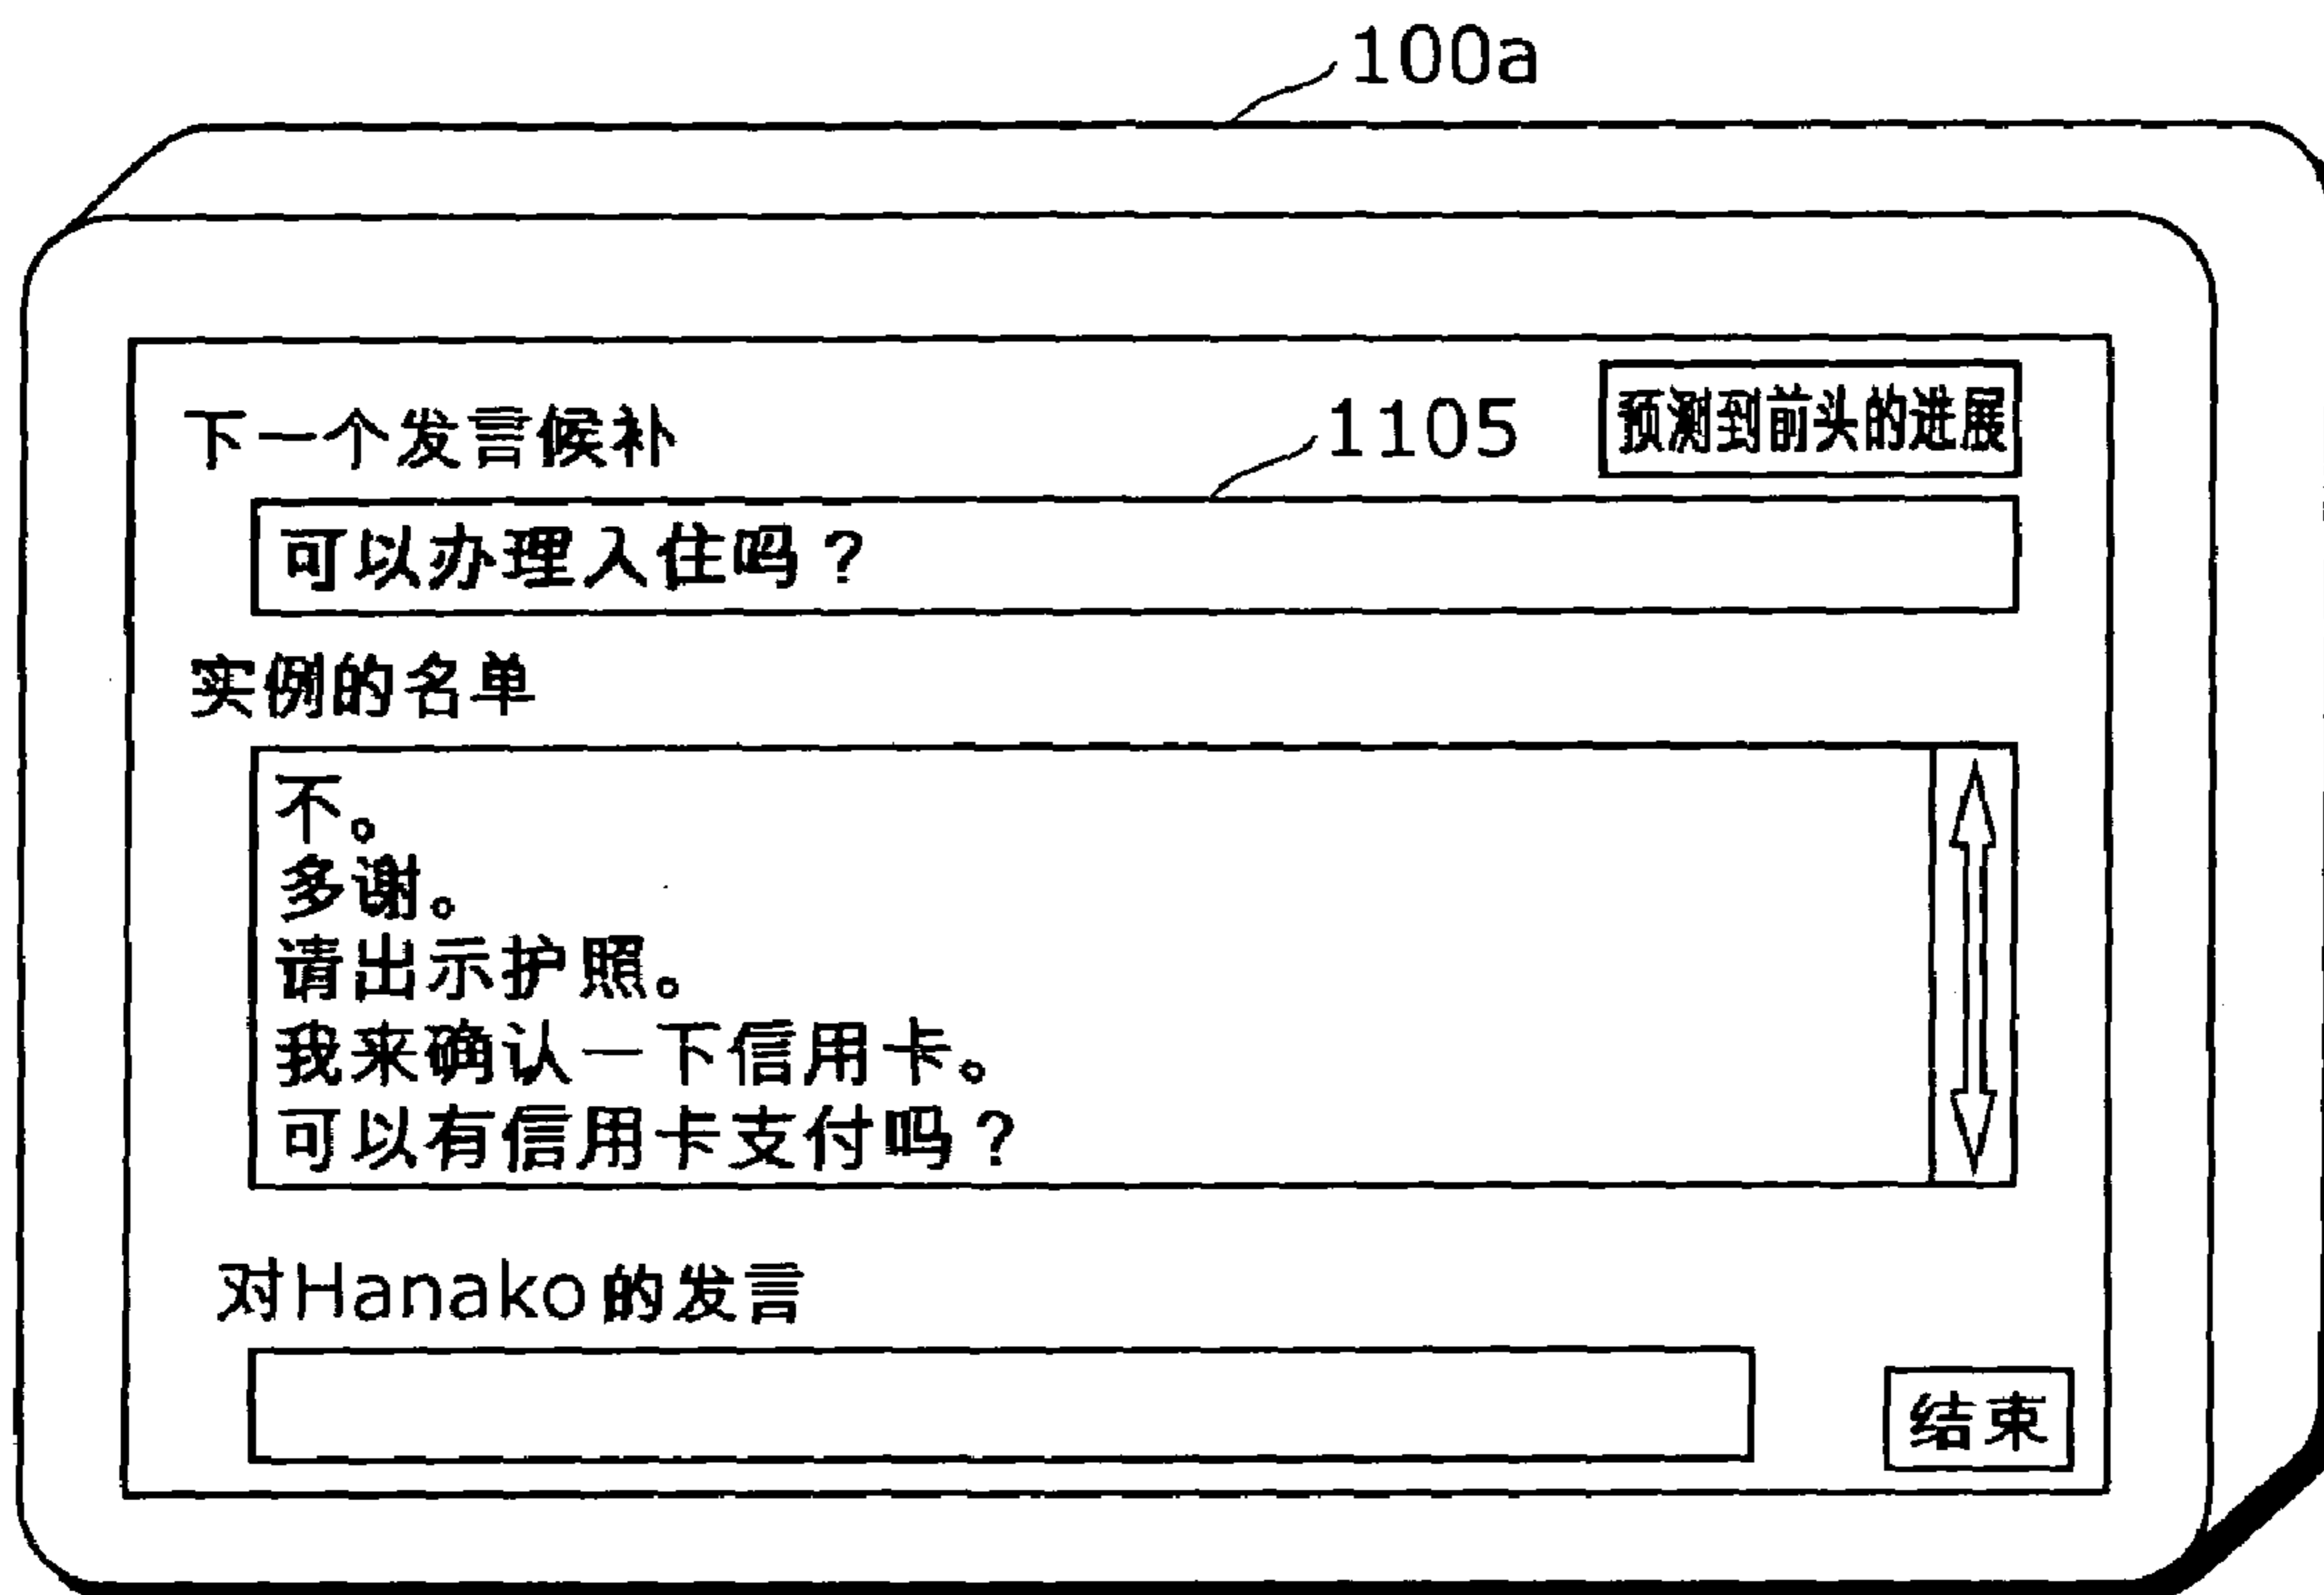 100a
下一个发言候补
1105
预测到前头的进展
可以办理入住吗？
实例的名单
不。
多谢。
请出示护照。
我来确认一下信用卡。
可以有信用卡支付吗？
对Hanako的发言
结束